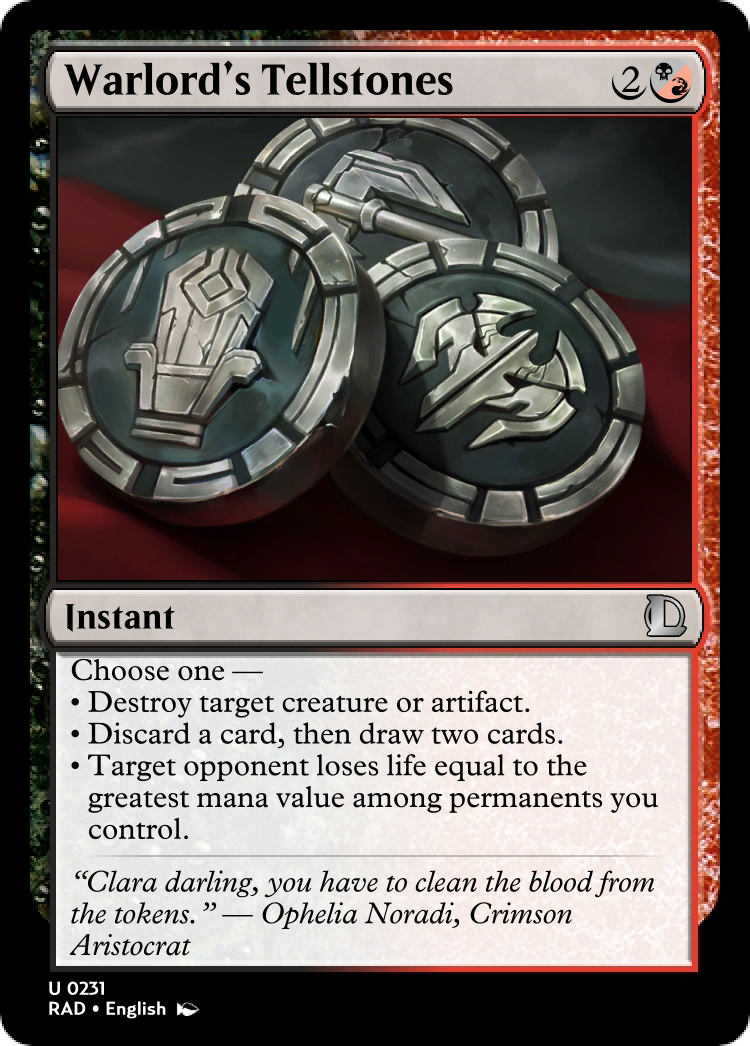 Warlord's Tellstones 2
Instant
Choose one —
• Destroy target creature or artifact.
• Discard a card, then draw two cards.
• Target opponent loses life equal to the
greatest mana value among permanents you
control.
“Clara darling, you have to clean the blood from
the tokens.” — Ophelia Noradi, Crimson
Aristocrat
U 0231
RAD • English